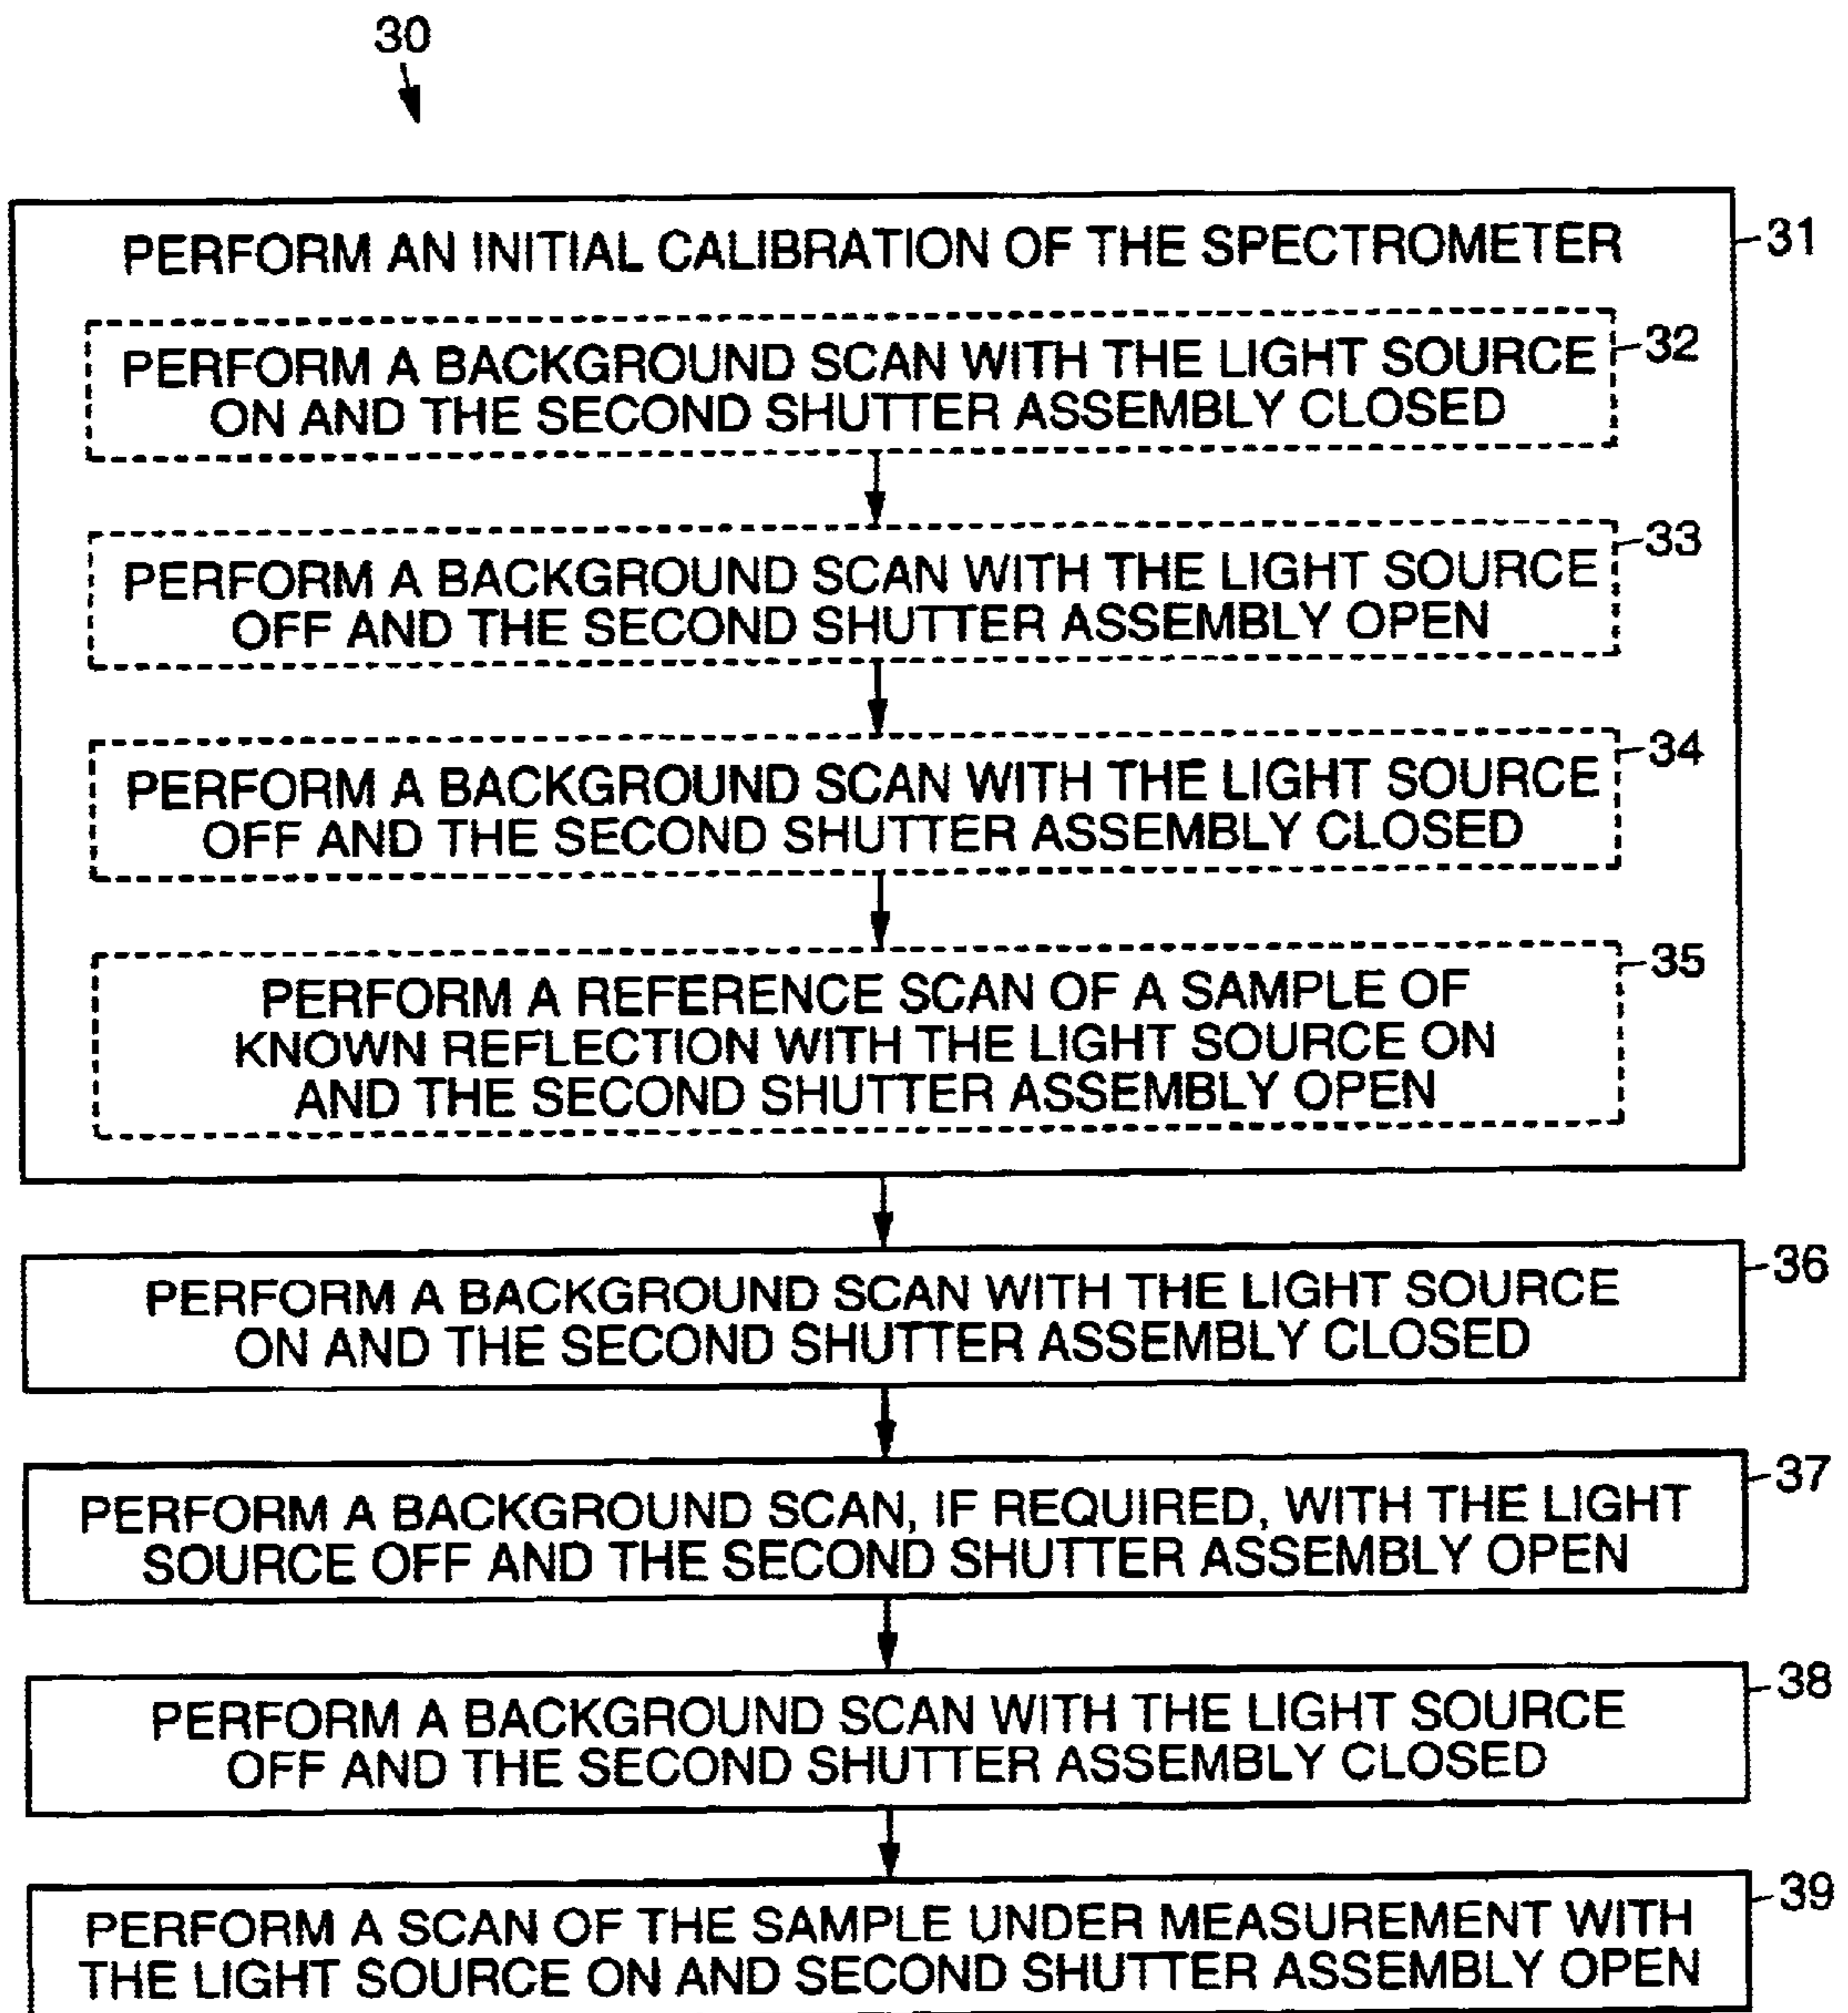 30
PERFORM AN INITIAL CALIBRATION OF THE SPECTROMETER
31
PERFORM A BACKGROUND SCAN WITH THE LIGHT SOURCE
ON AND THE SECOND SHUTTER ASSEMBLY CLOSED
32
PERFORM A BACKGROUND SCAN WITH THE LIGHT SOURCE
OFF AND THE SECOND SHUTTER ASSEMBLY OPEN
33
PERFORM A BACKGROUND SCAN WITH THE LIGHT SOURCE
OFF AND THE SECOND SHUTTER ASSEMBLY CLOSED
34
PERFORM A REFERENCE SCAN OF A SAMPLE OF
KNOWN REFLECTION WITH THE LIGHT SOURCE ON
AND THE SECOND SHUTTER ASSEMBLY OPEN
35
PERFORM A BACKGROUND SCAN WITH THE LIGHT SOURCE
ON AND THE SECOND SHUTTER ASSEMBLY CLOSED
36
PERFORM A BACKGROUND SCAN, IF REQUIRED, WITH THE LIGHT
SOURCE OFF AND THE SECOND SHUTTER ASSEMBLY OPEN
37
PERFORM A BACKGROUND SCAN WITH THE LIGHT SOURCE
OFF AND THE SECOND SHUTTER ASSEMBLY CLOSED
38
PERFORM A SCAN OF THE SAMPLE UNDER MEASUREMENT WITH
THE LIGHT SOURCE ON AND SECOND SHUTTER ASSEMBLY OPEN
39